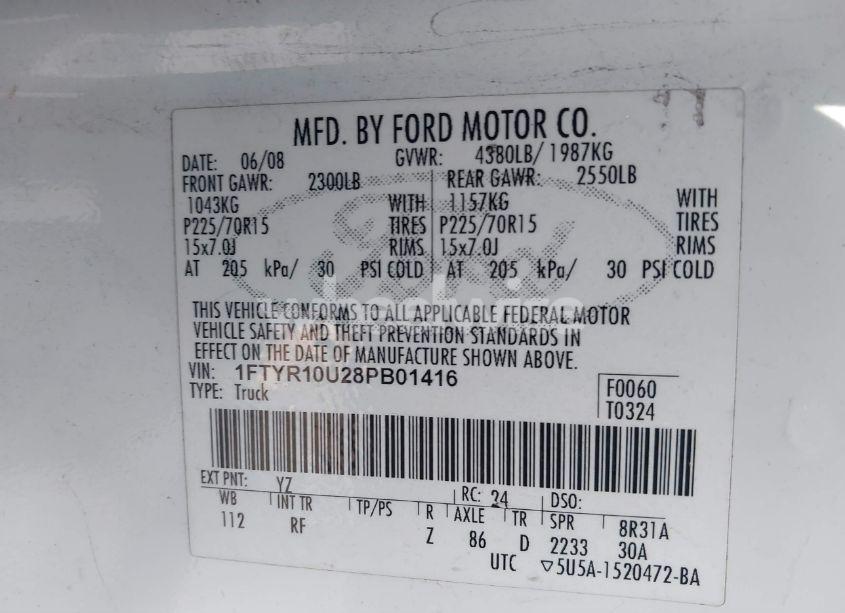 MFD. BY FORD MOTOR CO.
DATE: 06/08 GVWR: 4380LB/ 1987KG
FRONT GAWR: 2300LB REAR GAWR: 2550LB
1043KG WITH 1157KG WITH
P225/70R15 TIRES P225/70R15 TIRES
15x7.0J RIMS 15x7.0J RIMS
AT 205 kPa/ 30 PSI COLD AT 205 kPa/ 30 PSI COLD
THIS VEHICLE CONFORMS TO ALL APPLICABLE FEDERAL MOTOR
VEHICLE SAFETY AND THEFT PREVENTION STANDARDS IN
EFFECT ON THE DATE OF MANUFACTURE SHOWN ABOVE.
VIN: 1FTYR10U28PB01416
TYPE: Truck
F0060
T0324
EXT PNT: YZ RC: 24 DSO:
WB INT TR TP/PS R AXLE TR SPR 8R31A
112 RF Z 86 D 2233 30A
UTC ▽5U5A-1520472-BA